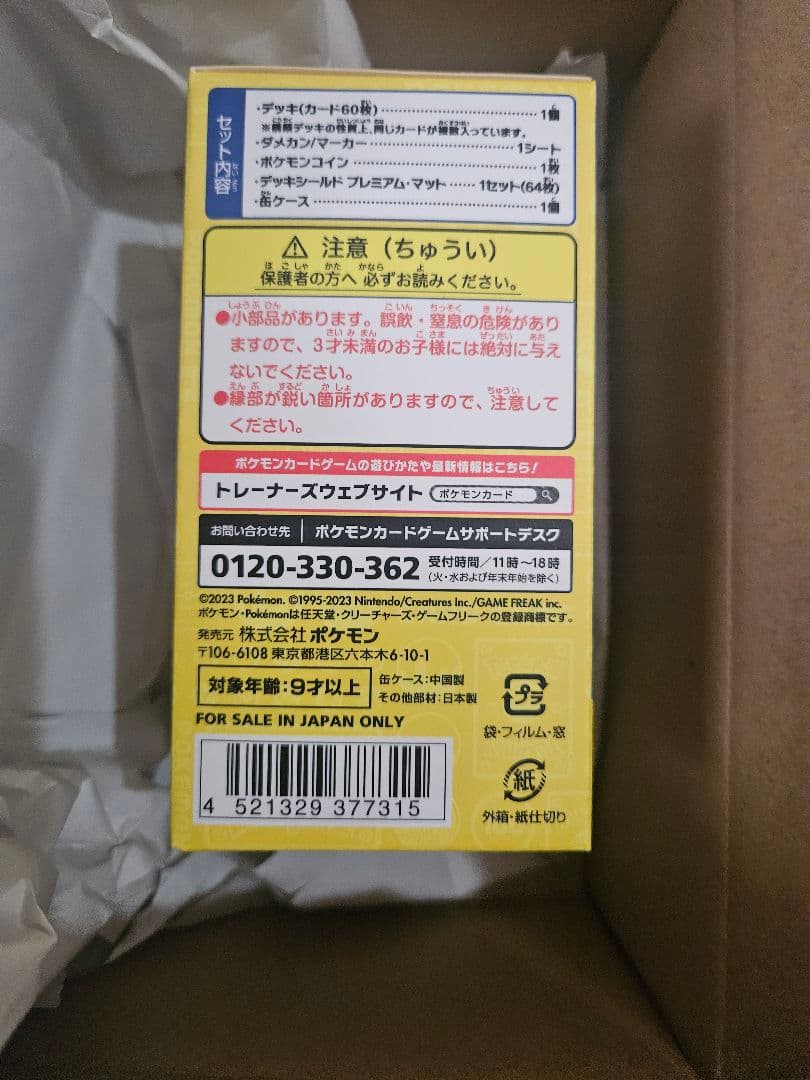 セット内容
・デッキ(カード60枚) 1個
※構築デッキの性質上、同じカードが複数入っています。
・ダメカン/マーカー 1シート
・ポケモンコイン 1枚
・デッキシールド プレミアム・マット 1セット(64枚)
・缶ケース 1個
⚠ 注意(ちゅうい)
保護者の方へ 必ずお読みください。
●小部品があります。誤飲・窒息の危険があり
ますので、3才未満のお子様には絶対に与え
ないでください。
●縁部が鋭い箇所がありますので、注意して
ください。
ポケモンカードゲームの遊びかたや最新情報はこちら!
トレーナーズウェブサイト ポケモンカード
お問い合わせ先 ポケモンカードゲームサポートデスク
0120-330-362 受付時間/11時~18時
(火・水および年末年始を除く)
©2023 Pokémon. ©1995-2023 Nintendo/Creatures Inc./GAME FREAK inc.
ポケモン・Pokémonは任天堂・クリーチャーズ・ゲームフリークの登録商標です。
発売元 株式会社 ポケモン
〒106-6108 東京都港区六本木6-10-1
対象年齢:9才以上
缶ケース:中国製
その他部材:日本製
FOR SALE IN JAPAN ONLY
プラ
袋・フィルム・窓
紙
外箱・紙仕切り
4 521329 377315